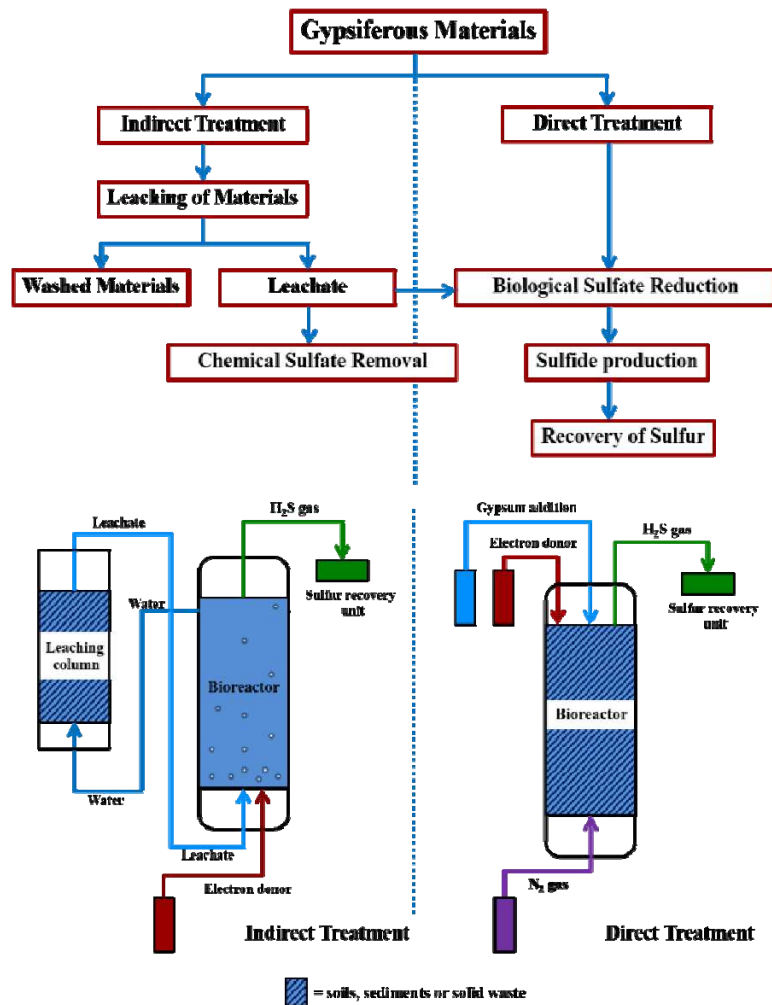 Gypsiferous Materials
Indirect Treatment
Direct Treatment
Leaching of Materials
Washed Materials
Leachate
Biological Sulfate Reduction
Chemical Sulfate Removal
Sulfide production
Recovery of Sulfur
H₂S gas
Leachate
Water
Leaching
column
Bioreactor
Sulfur recovery
unit
Water
Leachate
Electron donor
Indirect Treatment
Gypsum addition
Electron donor
H₂S gas
Sulfur recovery
unit
Bioreactor
N₂ gas
Direct Treatment
= soils, sediments or solid waste